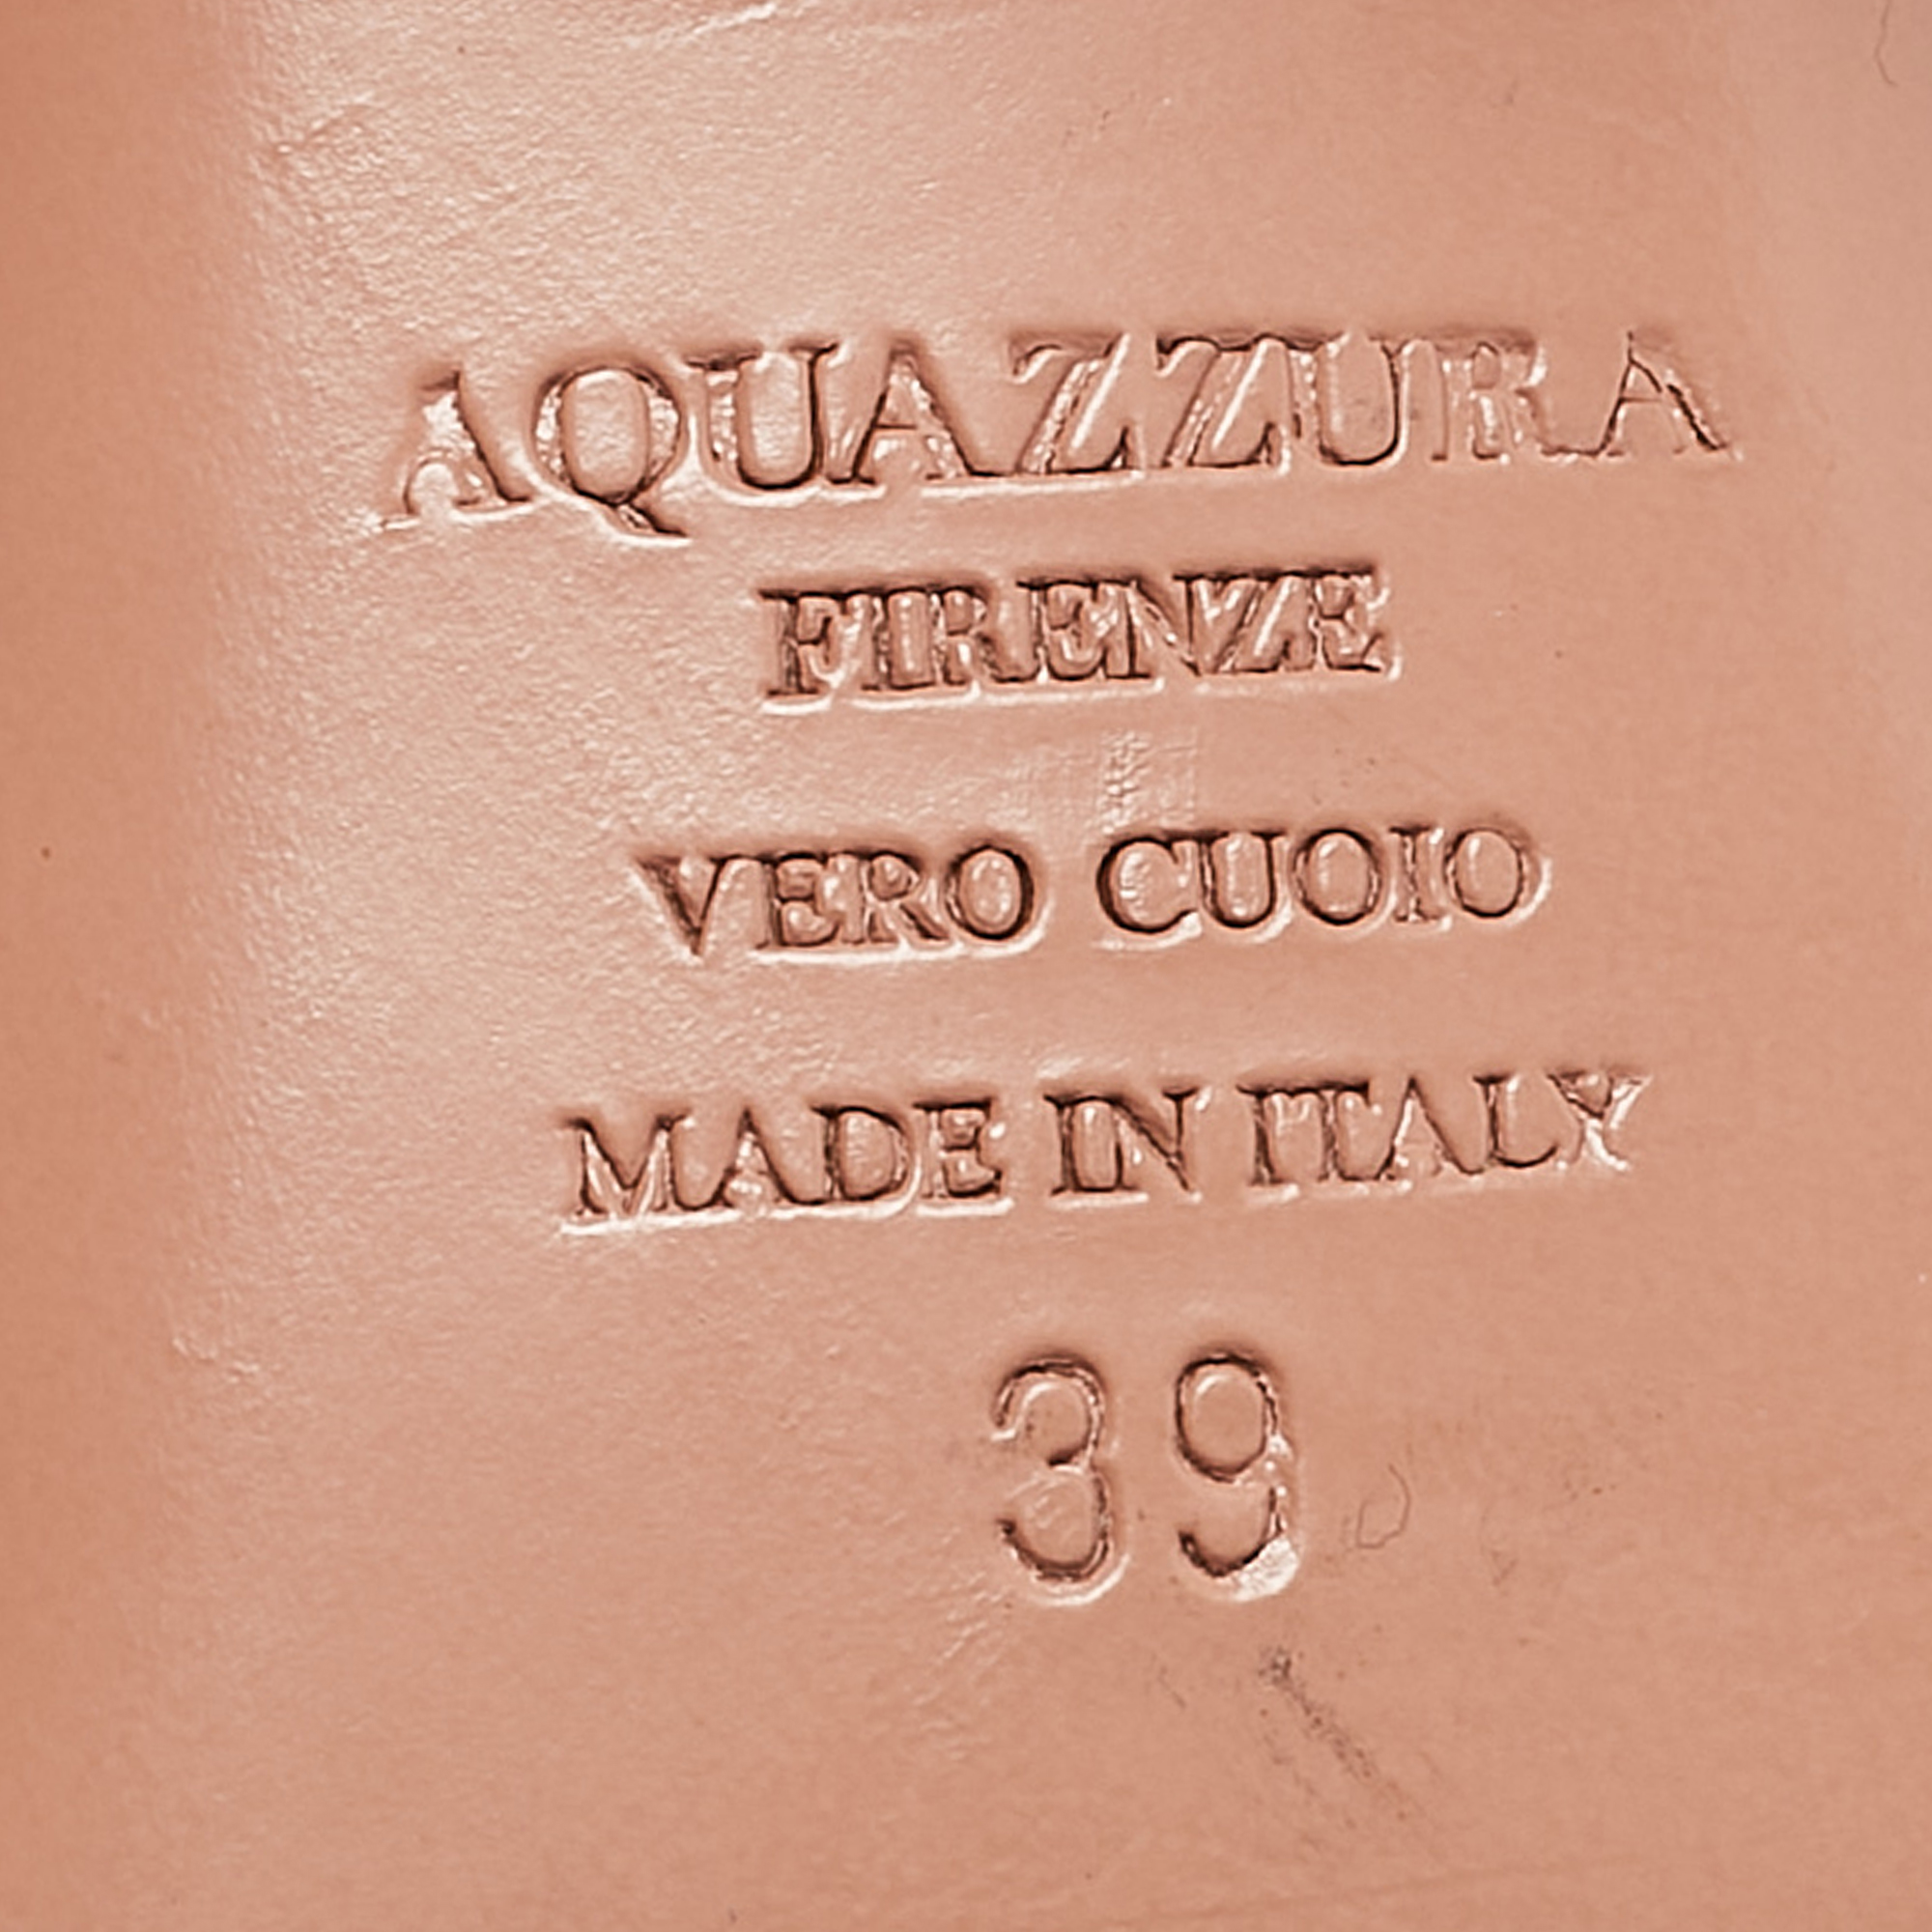 AQUAZZURA
FIRENZE
VERO CUOIO
MADE IN ITALY
39